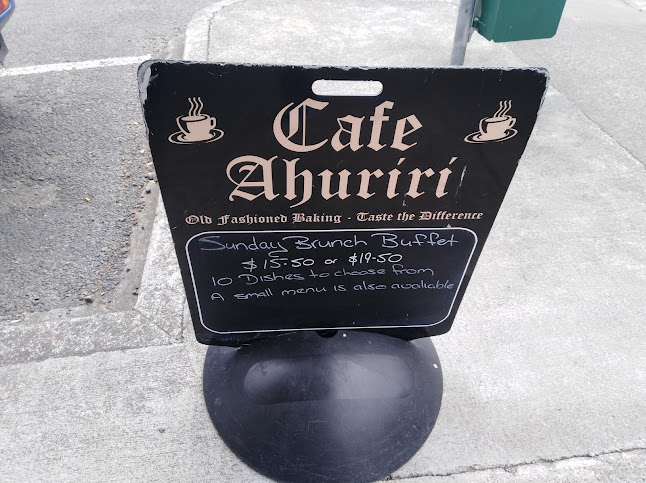 Cafe
Ahuriri
Old Fashioned Baking - Taste the Difference
Sunday Brunch Buffet
$15-50 or $19-50
10 Dishes to choose from
A small menu is also available